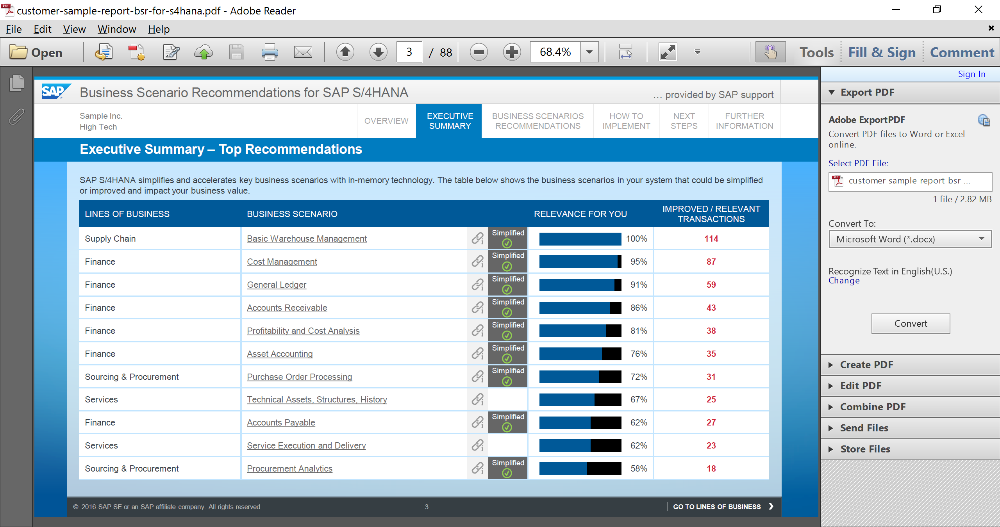 customer-sample-report-bsr-for-s4hana.pdf - Adobe Reader
File Edit View Window Help
Open 3 / 88 68.4% Tools Fill & Sign Comment
Sign In
SAP Business Scenario Recommendations for SAP S/4HANA ... provided by SAP support
Sample Inc.
High Tech
OVERVIEW
EXECUTIVE
SUMMARY
BUSINESS SCENARIOS
RECOMMENDATIONS
HOW TO
IMPLEMENT
NEXT
STEPS
FURTHER
INFORMATION
Executive Summary – Top Recommendations
SAP S/4HANA simplifies and accelerates key business scenarios with in-memory technology. The table below shows the business scenarios in your system that could be simplified
or improved and impact your business value.
LINES OF BUSINESS BUSINESS SCENARIO RELEVANCE FOR YOU IMPROVED / RELEVANT
TRANSACTIONS
Supply Chain Basic Warehouse Management Simplified 100% 114
Finance Cost Management Simplified 95% 87
Finance General Ledger Simplified 91% 59
Finance Accounts Receivable Simplified 86% 43
Finance Profitability and Cost Analysis Simplified 81% 38
Finance Asset Accounting Simplified 76% 35
Sourcing & Procurement Purchase Order Processing Simplified 72% 31
Services Technical Assets, Structures, History 67% 25
Finance Accounts Payable Simplified 62% 27
Services Service Execution and Delivery 62% 23
Sourcing & Procurement Procurement Analytics Simplified 58% 18
© 2016 SAP SE or an SAP affiliate company. All rights reserved 3 GO TO LINES OF BUSINESS
Export PDF
Adobe ExportPDF
Convert PDF files to Word or Excel
online.
Select PDF File:
customer-sample-report-bsr-...
1 file / 2.82 MB
Convert To:
Microsoft Word (*.docx)
Recognize Text in English(U.S.)
Change
Convert
Create PDF
Edit PDF
Combine PDF
Send Files
Store Files